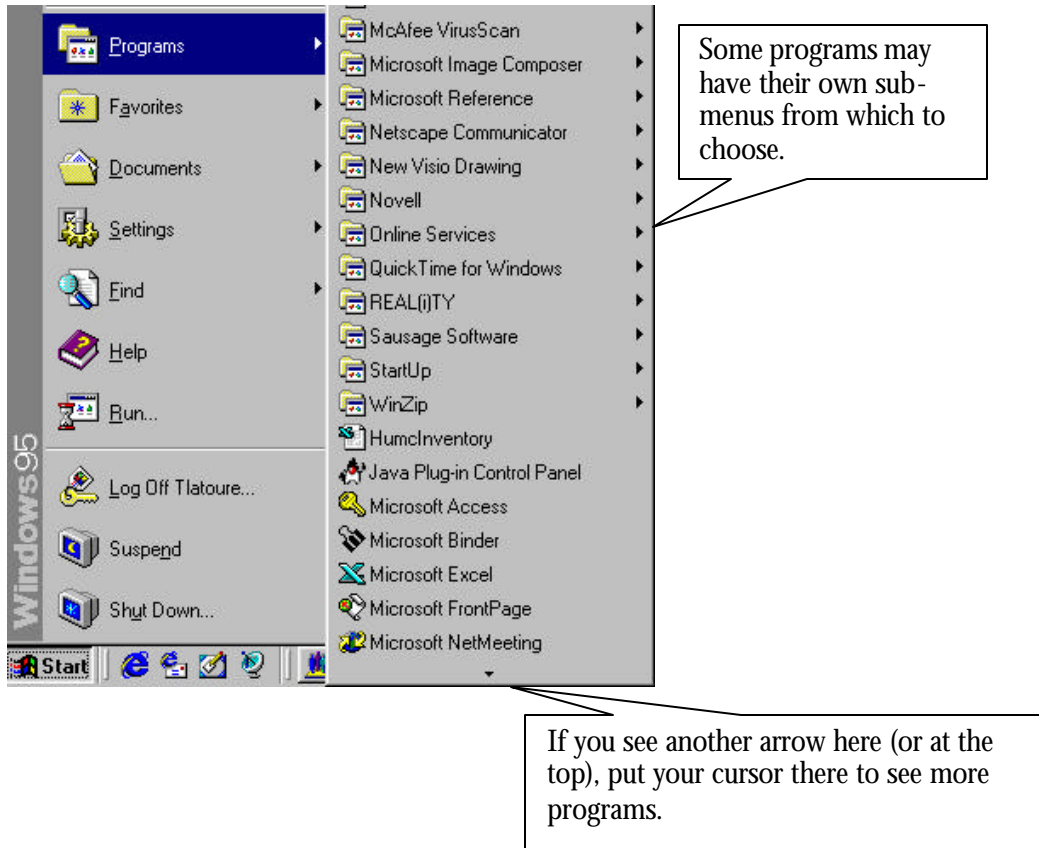 Programs
Favorites
Documents
Settings
Find
Help
Run...
Log Off Tlatoure...
Suspend
Shut Down...
Windows95
Start
McAfee VirusScan
Microsoft Image Composer
Microsoft Reference
Netscape Communicator
New Visio Drawing
Novell
Online Services
QuickTime for Windows
REAL(i)TY
Sausage Software
StartUp
WinZip
HumcInventory
Java Plug-in Control Panel
Microsoft Access
Microsoft Binder
Microsoft Excel
Microsoft FrontPage
Microsoft NetMeeting
Some programs may
have their own sub-
menus from which to
choose.
If you see another arrow here (or at the
top), put your cursor there to see more
programs.